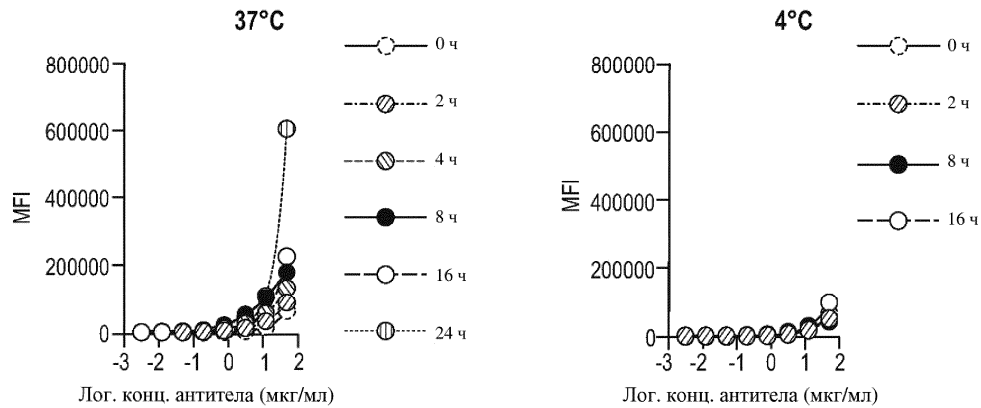 37°C
800000
600000
400000
200000
0
MFI
-3 -2 -1 0 1 2
Лог. конц. антитела (мкг/мл)
0 ч
2 ч
4 ч
8 ч
16 ч
24 ч
4°C
800000
600000
400000
200000
0
MFI
-3 -2 -1 0 1 2
Лог. конц. антитела (мкг/мл)
0 ч
2 ч
8 ч
16 ч